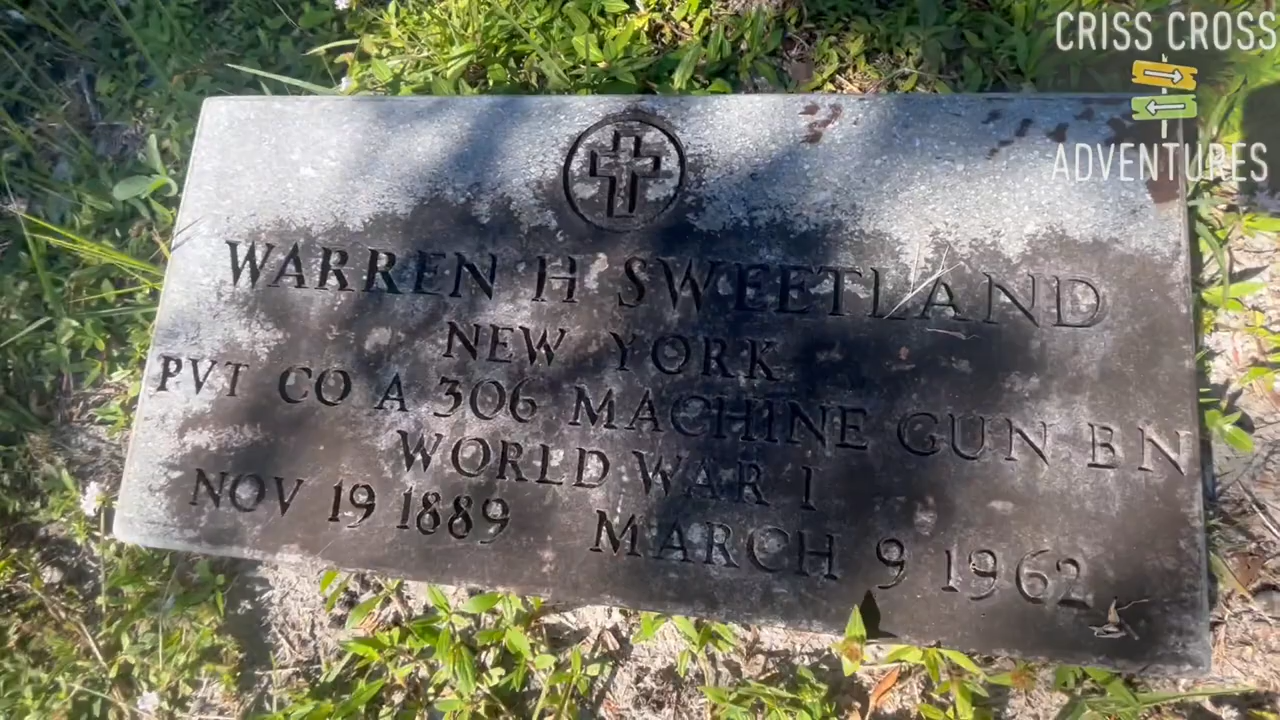 CRISS CROSS
ADVENTURES
WARREN H SWEETLAND
NEW YORK
PVT CO A 306 MACHINE GUN BN
WORLD WAR I
NOV 19 1889 MARCH 9 1962